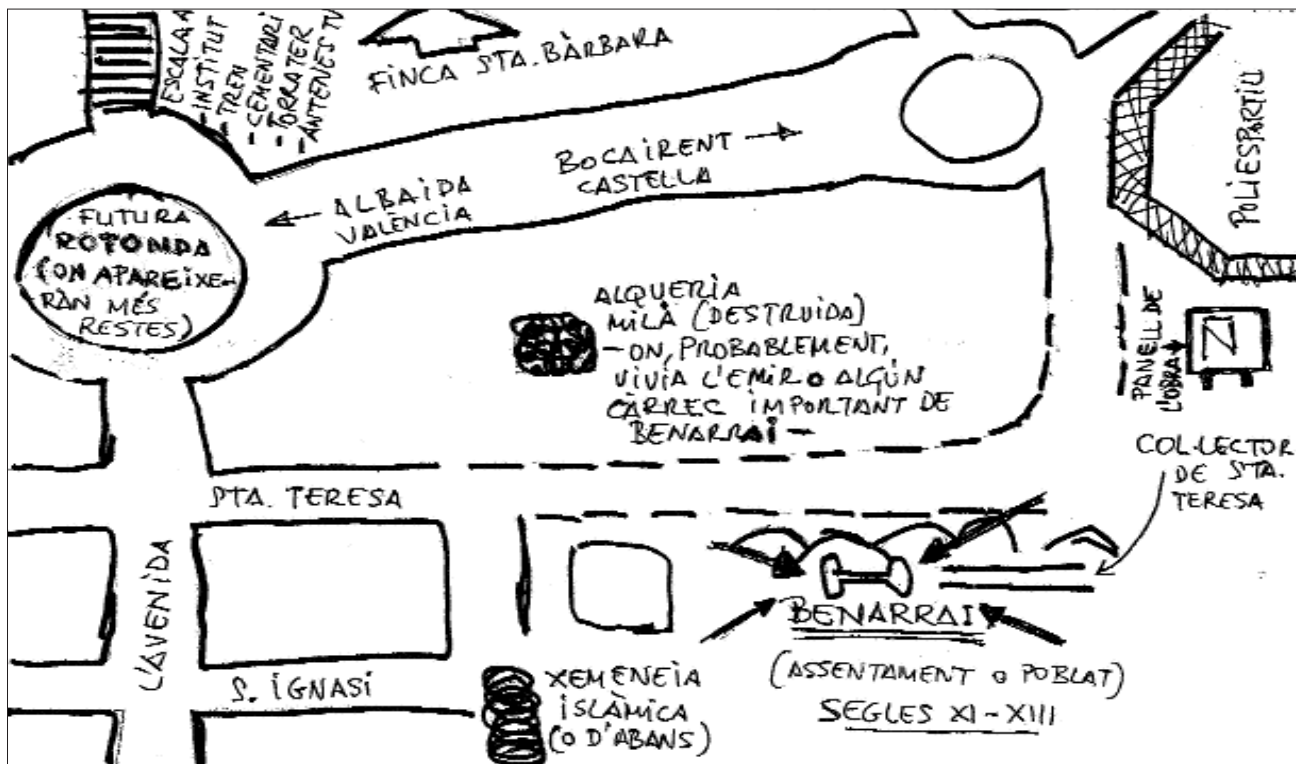 ESCALA A
- INSTITUT
- TREN
- CEMENTARI
- TORRATER
- ANTENES TV
FINCA STA. BÀRBARA
BOCAIRENT →
CASTELLA
← ALBAIDA
VALÈNCIA
POLIESPORTIU
FUTURA
ROTONDA
(ON APAREIXE-
RÀN MÉS
RESTES)
ALQUERIA
MILÀ (DESTRUIDA)
- ON, PROBABLEMENT,
VIVIA L'EMIR O ALGÚN
CÀRREC IMPORTANT DE
BENARRAI -
PANELL DE
L'OBRA
COL·LECTOR
DE STA.
TERESA
STA. TERESA
L'AVENIDA
S. IGNASI
XEMENEIA
ISLÀMICA
(O D'ABANS)
BENARRAI
(ASSENTAMENT O POBLAT)
SEGLES XI - XIII